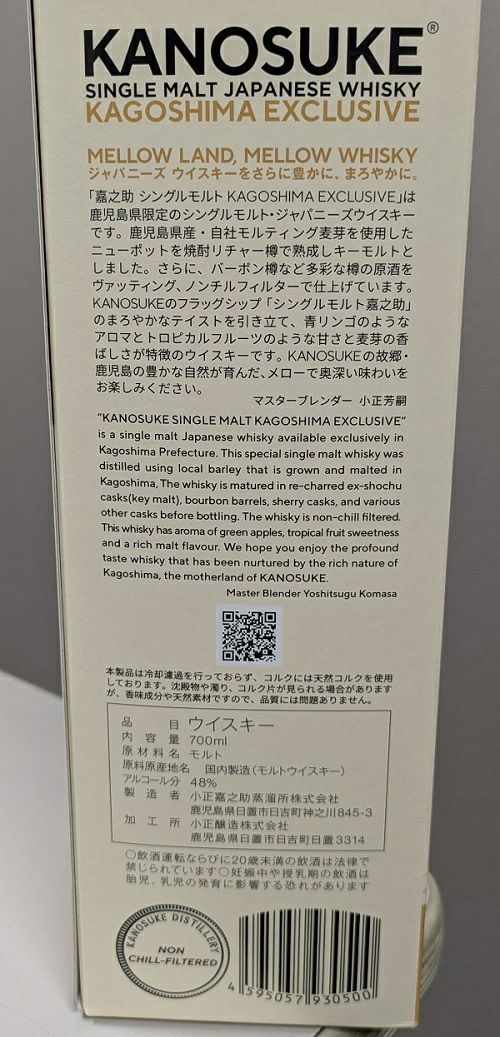 KANOSUKE®
SINGLE MALT JAPANESE WHISKY
KAGOSHIMA EXCLUSIVE
MELLOW LAND, MELLOW WHISKY
ジャパニーズ ウイスキーをさらに豊かに、まろやかに。
「嘉之助 シングルモルト KAGOSHIMA EXCLUSIVE」は
鹿児島県限定のシングルモルト・ジャパニーズウイスキー
です。鹿児島県産・自社モルティング麦芽を使用した
ニューポットを焼酎リチャー樽で熟成しキーモルトと
しました。さらに、バーボン樽など多彩な樽の原酒を
ヴァッティング、ノンチルフィルターで仕上げています。
KANOSUKEのフラッグシップ「シングルモルト嘉之助」
のまろやかなテイストを引き立て、青リンゴのような
アロマとトロピカルフルーツのような甘さと麦芽の香
ばしさが特徴のウイスキーです。KANOSUKEの故郷・
鹿児島の豊かな自然が育んだ、メローで奥深い味わいを
お楽しみください。
マスターブレンダー 小正芳嗣
"KANOSUKE SINGLE MALT KAGOSHIMA EXCLUSIVE"
is a single malt Japanese whisky available exclusively in
Kagoshima Prefecture. This special single malt whisky was
distilled using local barley that is grown and malted in
Kagoshima, The whisky is matured in re-charred ex-shochu
casks(key malt), bourbon barrels, sherry casks, and various
other casks before bottling. The whisky is non-chill filtered.
This whisky has aroma of green apples, tropical fruit sweetness
and a rich malt flavour. We hope you enjoy the profound
taste whisky that has been nurtured by the rich nature of
Kagoshima, the motherland of KANOSUKE.
Master Blender Yoshitsugu Komasa
本製品は冷却濾過を行っておらず、コルクには天然コルクを使用
しております。沈殿物や濁り、コルク片が見られる場合があります
が、香味成分や天然素材ですので、品質には問題ありません。
品目 ウイスキー
内容量 700ml
原材料名 モルト
原料原産地名 国内製造（モルトウイスキー）
アルコール分 48%
製造者 小正嘉之助蒸溜所株式会社
鹿児島県日置市日吉町神之川845-3
加工所 小正醸造株式会社
鹿児島県日置市日吉町日置3314
○飲酒運転ならびに20歳未満の飲酒は法律で
禁じられています○妊娠中や授乳期の飲酒は
胎児、乳児の発育に影響する恐れがあります
KANOSUKE DISTILLERY
NON
CHILL-FILTERED
4 595057 930500